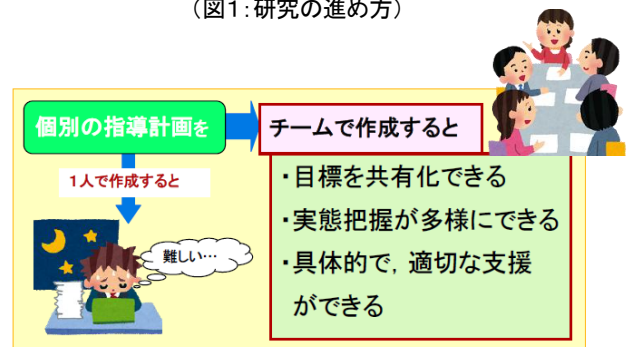 （図１：研究の進め方）
個別の指導計画を
チームで作成すると
1人で作成すると
難しい…
・目標を共有化できる
・実態把握が多様にできる
・具体的で，適切な支援
ができる